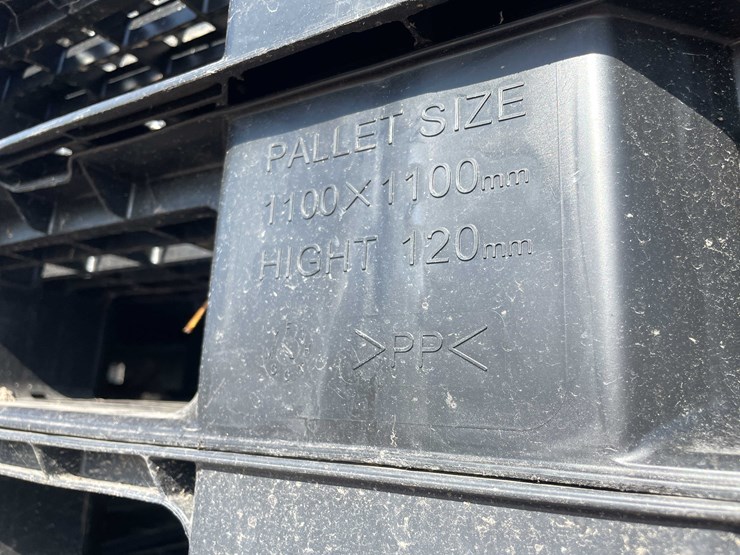 PALLET SIZE
1100×1100mm
HIGHT 120mm
>PP<